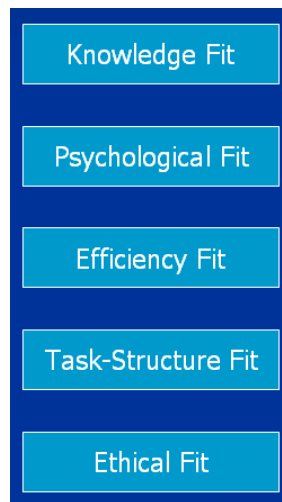 Knowledge Fit
Psychological Fit
Efficiency Fit
Task-Structure Fit
Ethical Fit